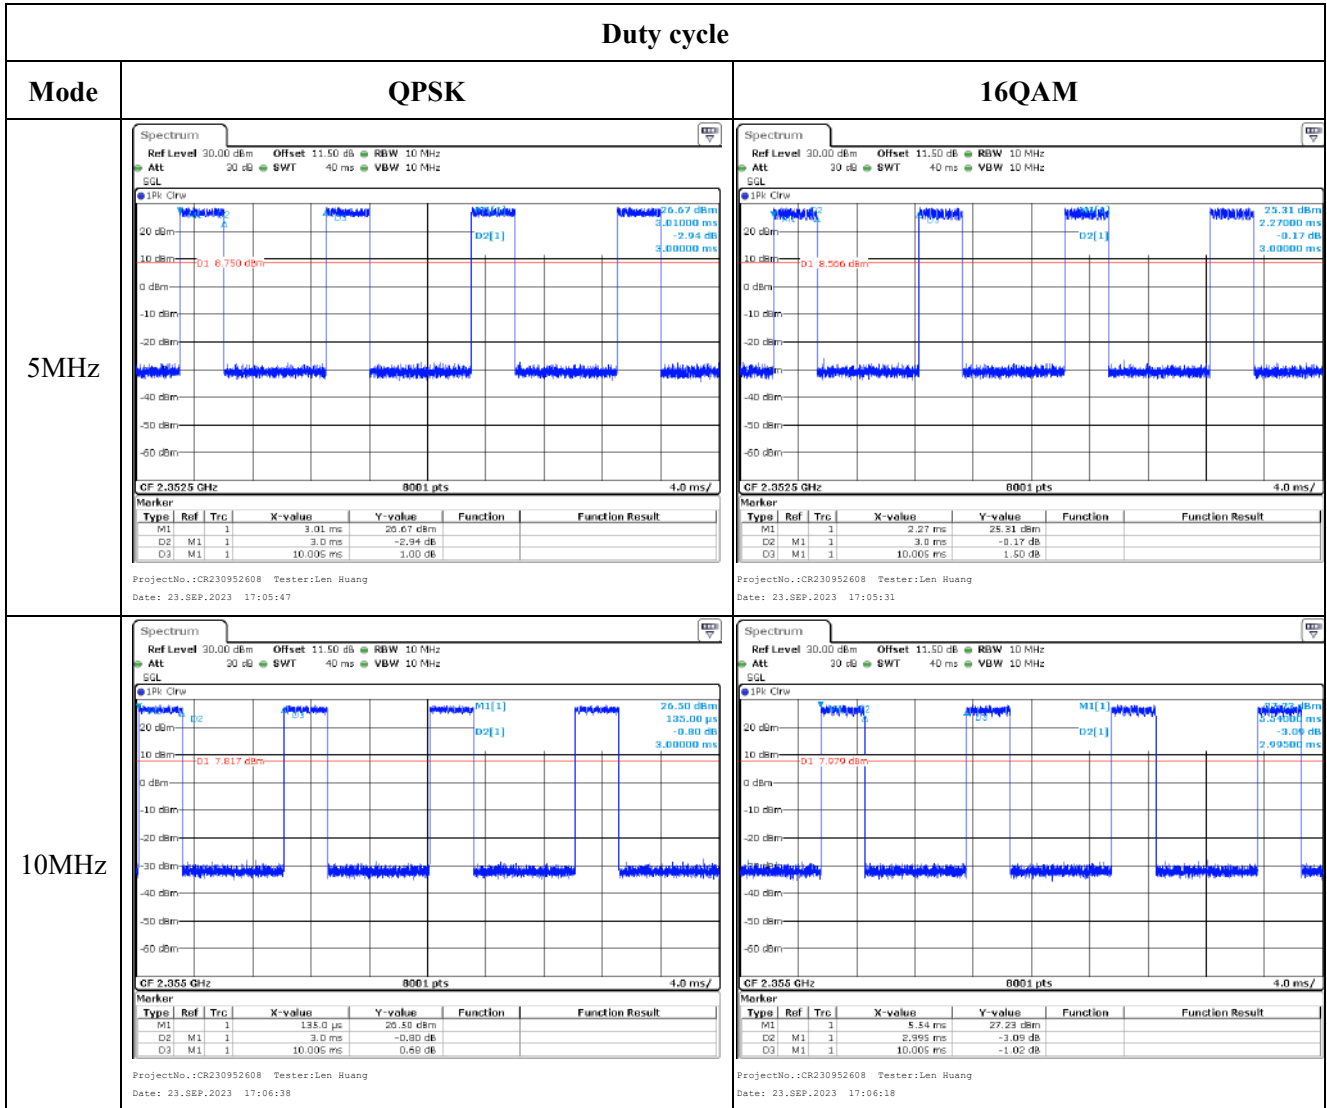 Duty cycle
Mode QPSK 16QAM
5MHz
Spectrum
Ref Level 30.00 dBm Offset 11.50 dB RBW 10 MHz
Att 30 dB SWT 40 ms VBW 10 MHz
SGL
1Pk Clrw
26.67 dBm
3.01000 ms
D2[1] -2.94 dB
3.00000 ms
20 dBm
10 dBm
D1 8.750 dBm
0 dBm
-10 dBm
-20 dBm
-40 dBm
-50 dBm
-60 dBm
CF 2.3525 GHz 8001 pts 4.0 ms/
Marker
Type Ref Trc X-value Y-value Function Function Result
M1 1 3.01 ms 26.67 dBm
D2 M1 1 3.0 ms -2.94 dB
D3 M1 1 10.005 ms 1.00 dB
ProjectNo.:CR230952608 Tester:Len Huang
Date: 23.SEP.2023 17:05:47
Spectrum
Ref Level 30.00 dBm Offset 11.50 dB RBW 10 MHz
Att 30 dB SWT 40 ms VBW 10 MHz
SGL
1Pk Clrw
25.31 dBm
2.27000 ms
D2[1] -0.17 dB
3.00000 ms
20 dBm
10 dBm
D1 8.566 dBm
0 dBm
-10 dBm
-20 dBm
-40 dBm
-50 dBm
-60 dBm
CF 2.3525 GHz 8001 pts 4.0 ms/
Marker
Type Ref Trc X-value Y-value Function Function Result
M1 1 2.27 ms 25.31 dBm
D2 M1 1 3.0 ms -0.17 dB
D3 M1 1 10.005 ms 1.50 dB
ProjectNo.:CR230952608 Tester:Len Huang
Date: 23.SEP.2023 17:05:31
10MHz
Spectrum
Ref Level 30.00 dBm Offset 11.50 dB RBW 10 MHz
Att 30 dB SWT 40 ms VBW 10 MHz
SGL
1Pk Clrw
M1[1] 26.50 dBm
135.00 µs
D2
D2[1] -0.80 dB
3.00000 ms
20 dBm
10 dBm
D1 7.817 dBm
0 dBm
-10 dBm
-20 dBm
-30 dBm
-40 dBm
-50 dBm
-60 dBm
CF 2.355 GHz 8001 pts 4.0 ms/
Marker
Type Ref Trc X-value Y-value Function Function Result
M1 1 135.0 µs 26.50 dBm
D2 M1 1 3.0 ms -0.80 dB
D3 M1 1 10.005 ms 0.68 dB
ProjectNo.:CR230952608 Tester:Len Huang
Date: 23.SEP.2023 17:06:38
Spectrum
Ref Level 30.00 dBm Offset 11.50 dB RBW 10 MHz
Att 30 dB SWT 40 ms VBW 10 MHz
SGL
1Pk Clrw
M1[1]
D2[1] -3.09 dB
2.99500 ms
20 dBm
10 dBm
D1 7.979 dBm
0 dBm
-10 dBm
-20 dBm
-40 dBm
-50 dBm
-60 dBm
CF 2.355 GHz 8001 pts 4.0 ms/
Marker
Type Ref Trc X-value Y-value Function Function Result
M1 1 5.54 ms 27.23 dBm
D2 M1 1 2.995 ms -3.09 dB
D3 M1 1 10.005 ms -1.02 dB
ProjectNo.:CR230952608 Tester:Len Huang
Date: 23.SEP.2023 17:06:18